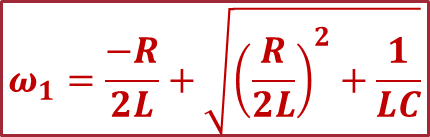 ω₁ = -R/2L + √((R/2L)² + 1/LC)